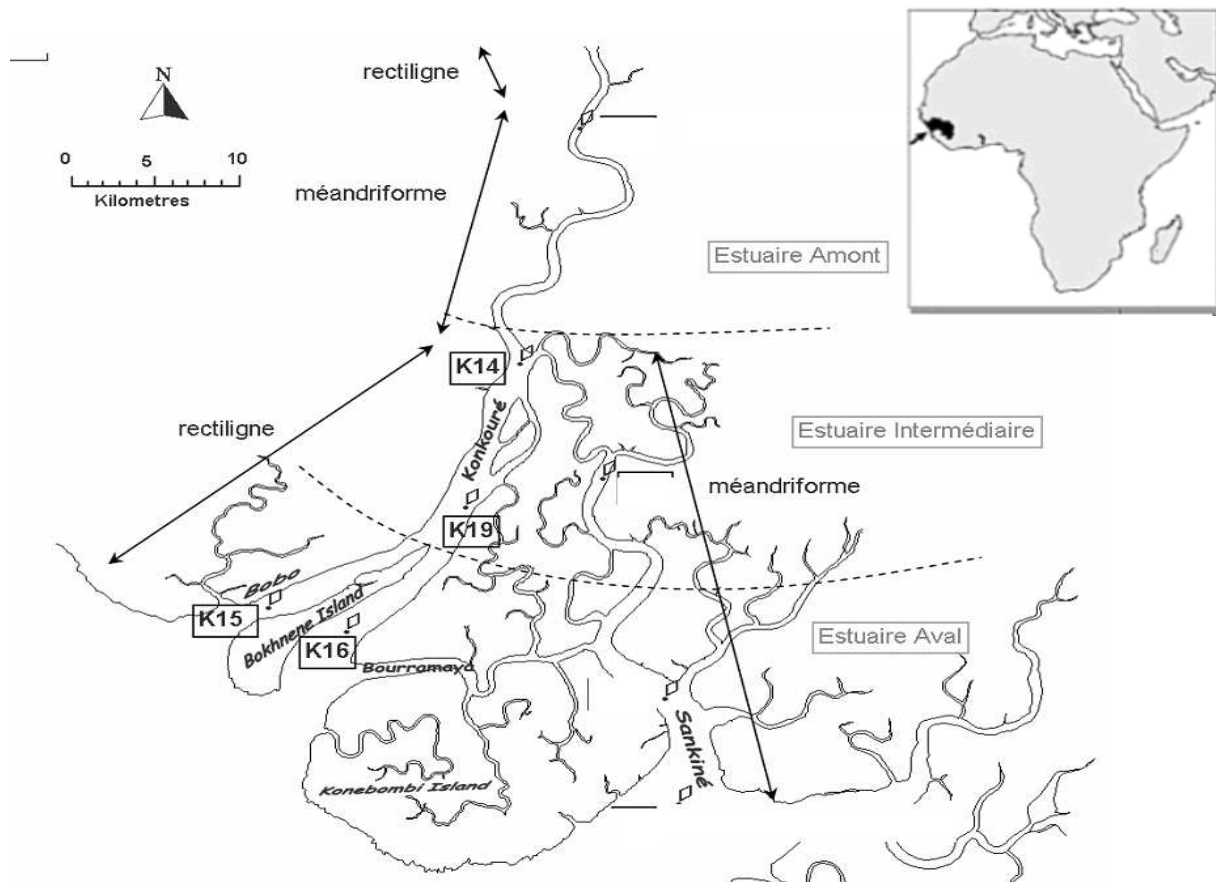 rectiligne
N
0 5 10
Kilometres
méandriforme
Estuaire Amont
K14
rectiligne
Konkouré
Estuaire Intermédiaire
méandriforme
K19
Bobo
K15
Bokhnene Island
K16
Estuaire Aval
Bourramaya
Sankiné
Konebombi Island